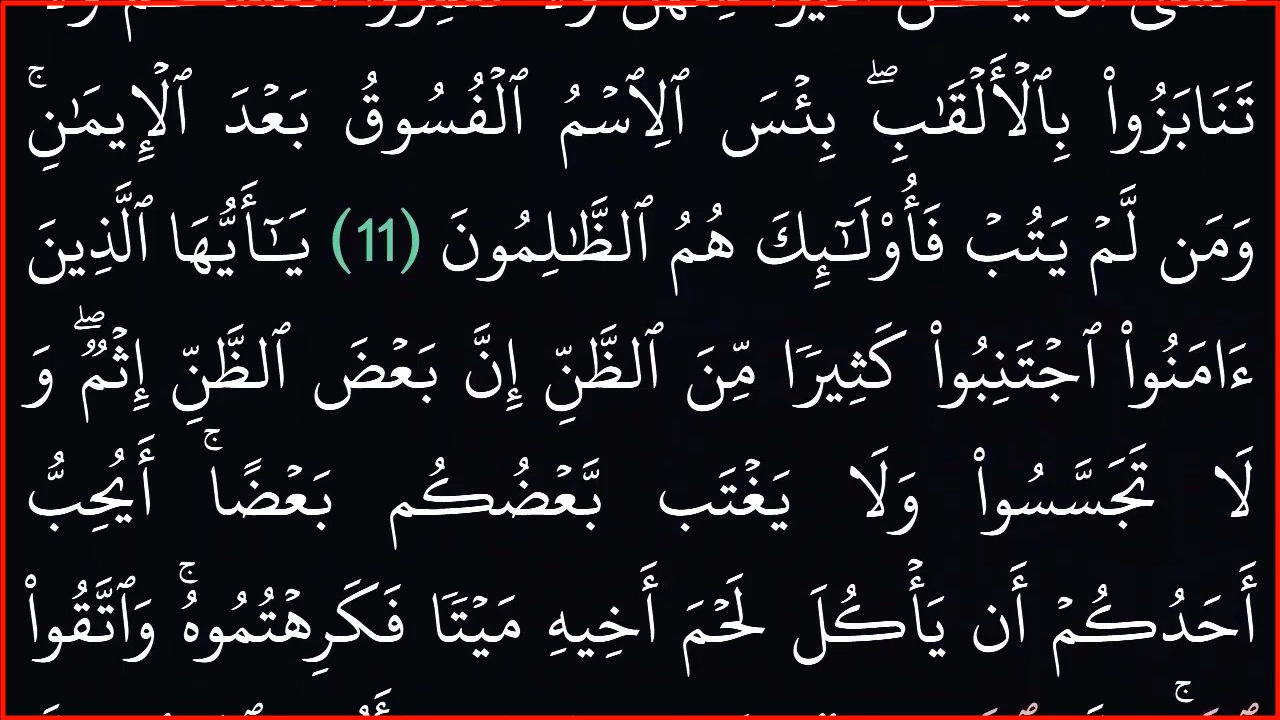 تَنَابَزُوا۟ بِٱلْأَلْقَـٰبِ ۖ بِئْسَ ٱلِٱسْمُ ٱلْفُسُوقُ بَعْدَ ٱلْإِيمَـٰنِ ۚ
وَمَن لَّمْ يَتُبْ فَأُو۟لَـٰٓئِكَ هُمُ ٱلظَّـٰلِمُونَ (11) يَـٰٓأَيُّهَا ٱلَّذِينَ
ءَامَنُوا۟ ٱجْتَنِبُوا۟ كَثِيرًا مِّنَ ٱلظَّنِّ إِنَّ بَعْضَ ٱلظَّنِّ إِثْمٌ ۖ وَ
لَا تَجَسَّسُوا۟ وَلَا يَغْتَب بَّعْضُكُم بَعْضًا ۚ أَيُحِبُّ
أَحَدُكُمْ أَن يَأْكُلَ لَحْمَ أَخِيهِ مَيْتًا فَكَرِهْتُمُوهُ ۚ وَٱتَّقُوا۟